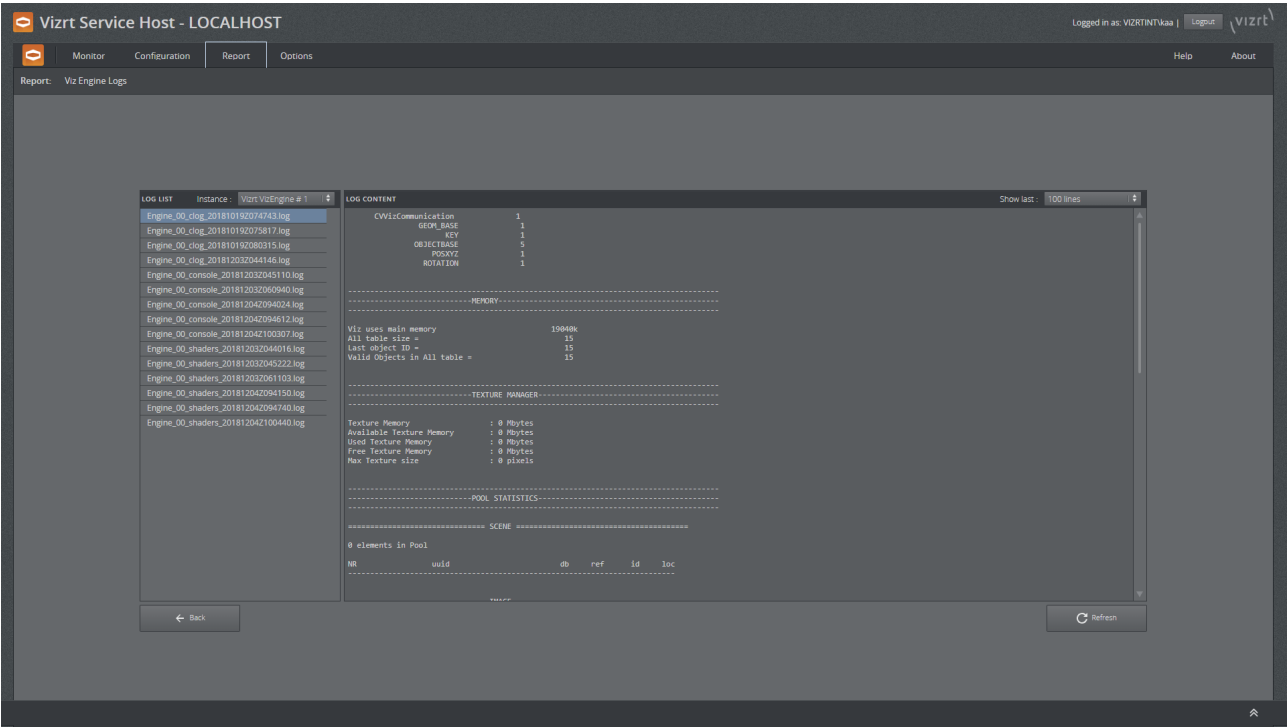 Vizrt Service Host - LOCALHOST
Logged in as: VIZRTINT\kaa | Logout vizrt
Monitor Configuration Report Options Help About
Report: Viz Engine Logs
LOG LIST Instance : Vizrt VizEngine # 1
Engine_00_clog_20181019Z074743.log
Engine_00_clog_20181019Z075817.log
Engine_00_clog_20181019Z080315.log
Engine_00_clog_20181203Z044146.log
Engine_00_console_20181203Z045110.log
Engine_00_console_20181203Z060940.log
Engine_00_console_20181204Z094024.log
Engine_00_console_20181204Z094612.log
Engine_00_console_20181204Z100307.log
Engine_00_shaders_20181203Z044016.log
Engine_00_shaders_20181203Z045222.log
Engine_00_shaders_20181203Z061103.log
Engine_00_shaders_20181204Z094150.log
Engine_00_shaders_20181204Z094740.log
Engine_00_shaders_20181204Z100440.log
LOG CONTENT Show last : 100 lines
CVVizCommunication 1
GEOM_BASE 1
KEY 1
OBJECTBASE 5
POSXYZ 1
ROTATION 1
------------------------------------------------------------------------------------
----------------------------MEMORY--------------------------------------------------
------------------------------------------------------------------------------------
Viz uses main memory 19040k
All table size = 15
Last object ID = 15
Valid Objects in All table = 15
------------------------------------------------------------------------------------
----------------------------TEXTURE MANAGER-----------------------------------------
------------------------------------------------------------------------------------
Texture Memory : 0 Mbytes
Available Texture Memory : 0 Mbytes
Used Texture Memory : 0 Mbytes
Free Texture Memory : 0 Mbytes
Max Texture size : 0 pixels
------------------------------------------------------------------------------------
----------------------------POOL STATISTICS-----------------------------------------
------------------------------------------------------------------------------------
=============================== SCENE =======================================
0 elements in Pool
NR uuid db ref id loc
--------------------------------------------------------------------------
IMAGE
Back
Refresh